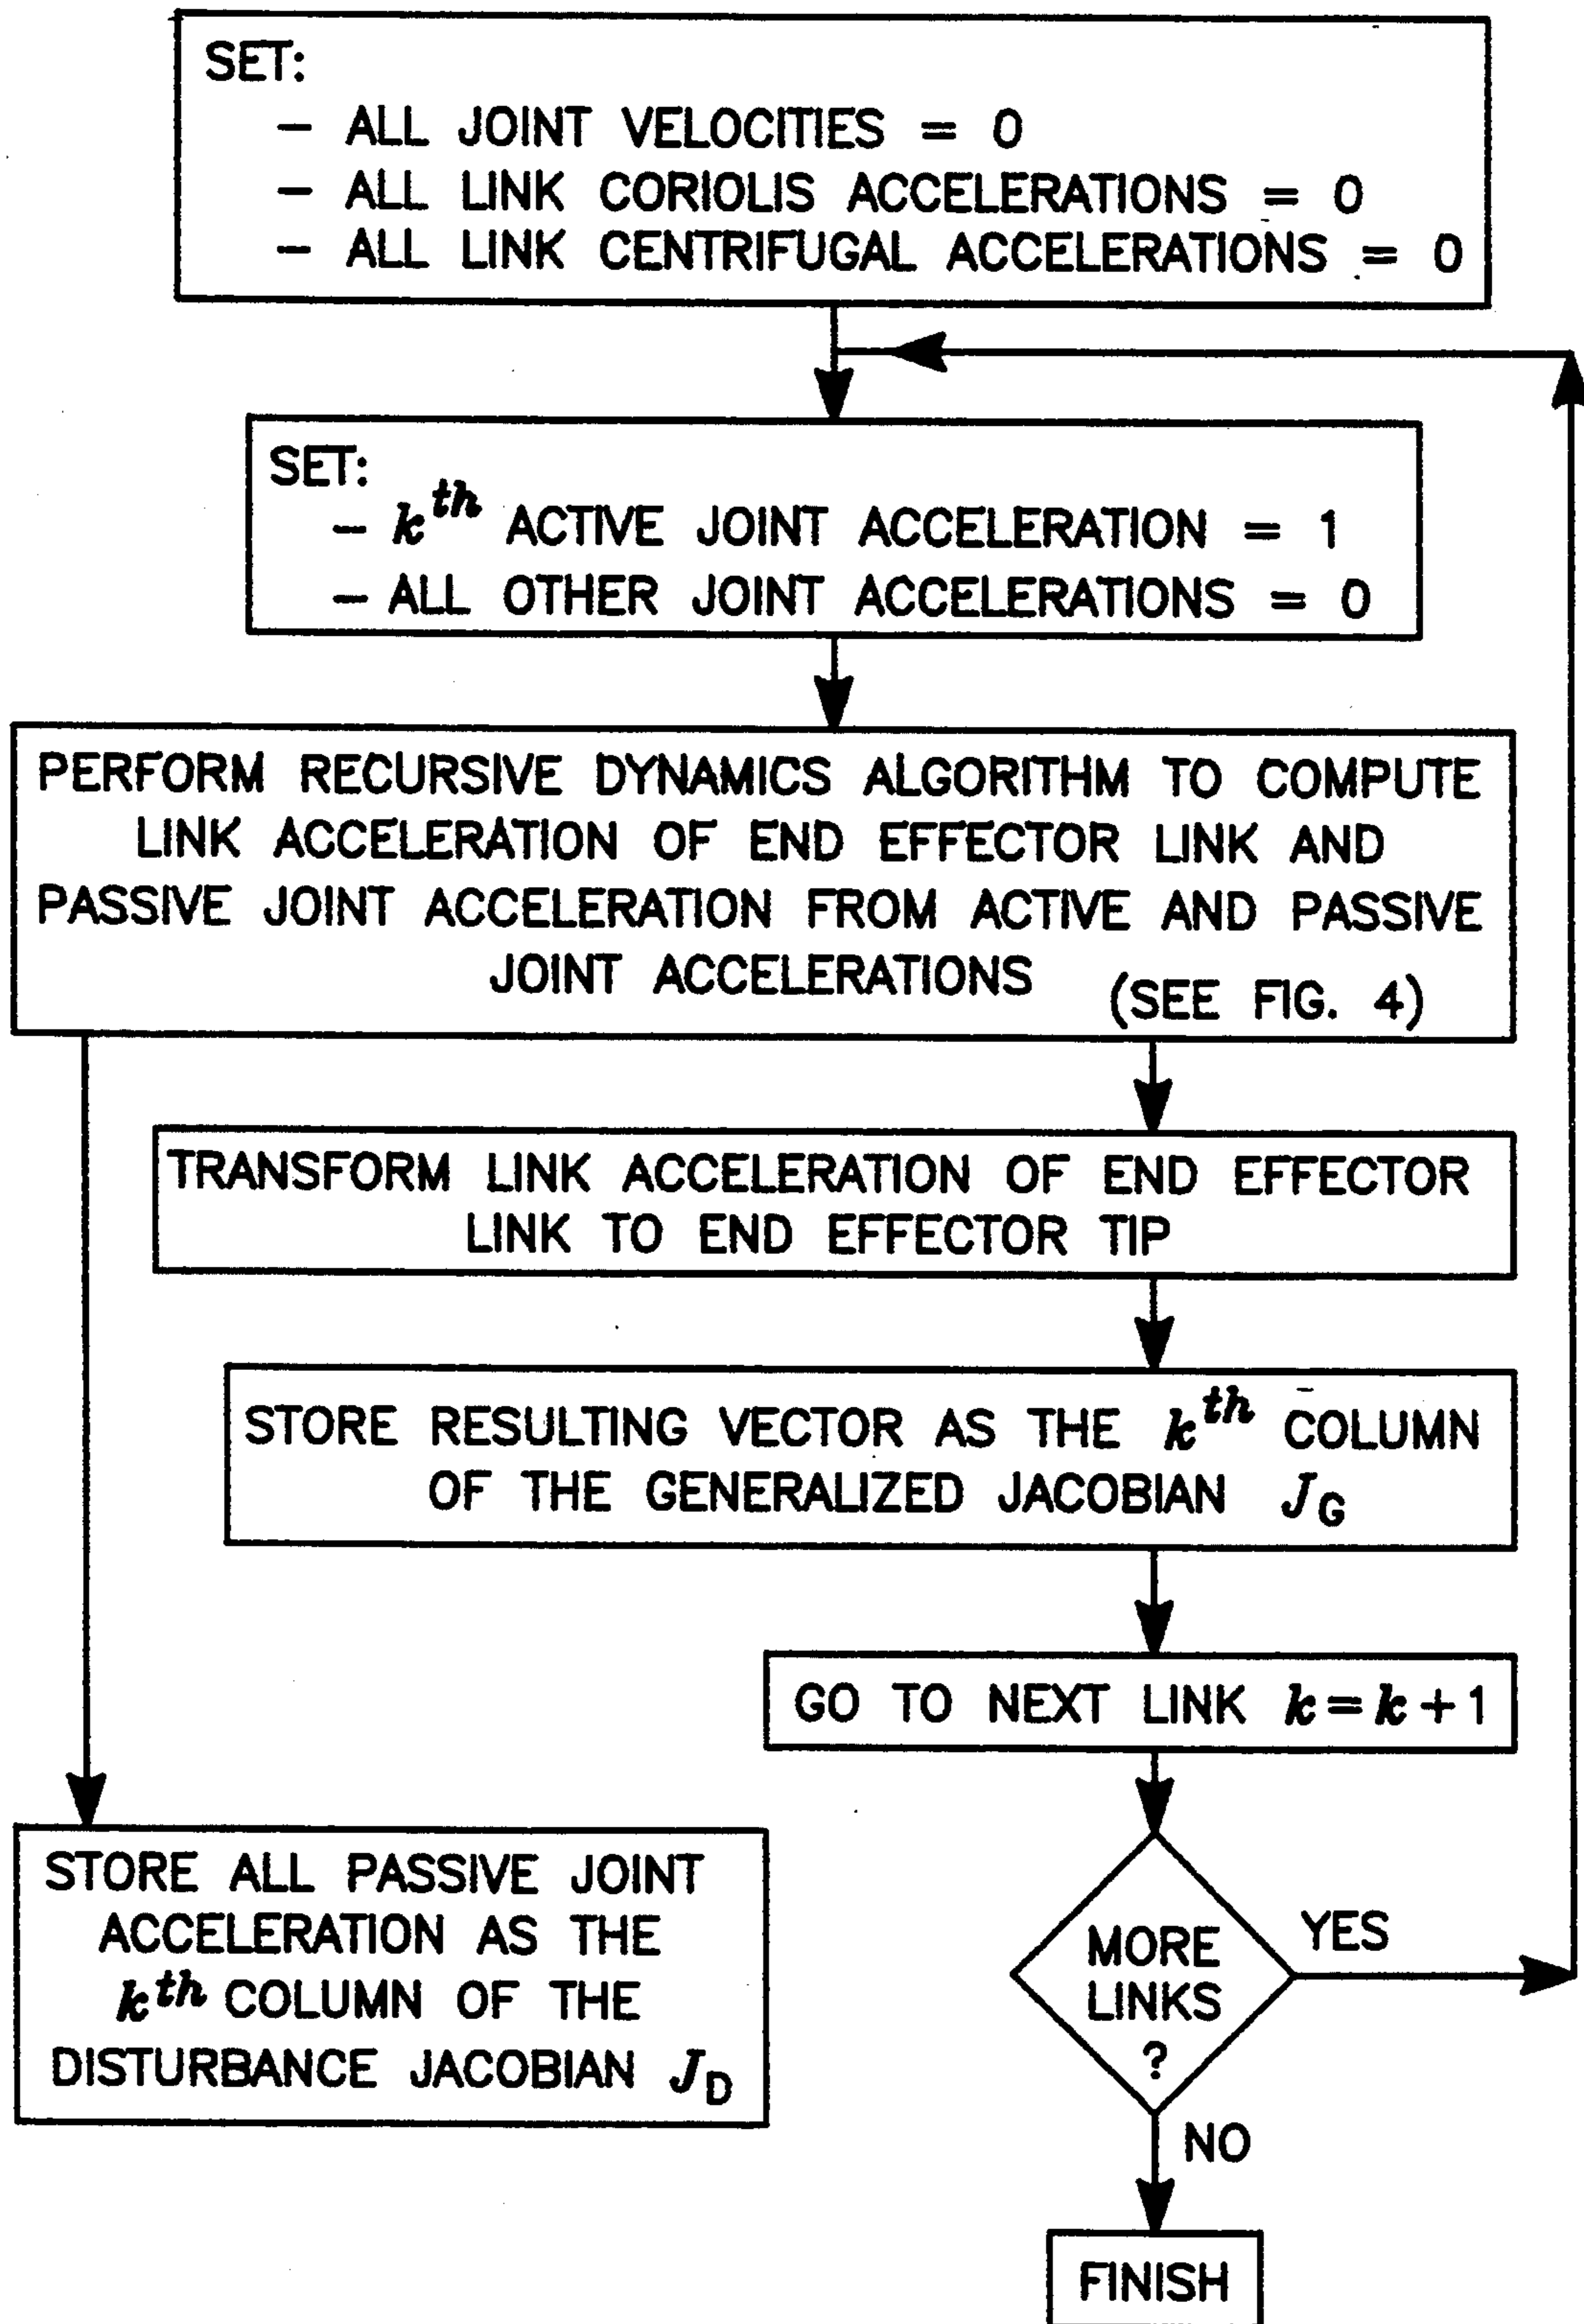 SET:
– ALL JOINT VELOCITIES = 0
– ALL LINK CORIOLIS ACCELERATIONS = 0
– ALL LINK CENTRIFUGAL ACCELERATIONS = 0
SET:
– k^th ACTIVE JOINT ACCELERATION = 1
– ALL OTHER JOINT ACCELERATIONS = 0
PERFORM RECURSIVE DYNAMICS ALGORITHM TO COMPUTE
LINK ACCELERATION OF END EFFECTOR LINK AND
PASSIVE JOINT ACCELERATION FROM ACTIVE AND PASSIVE
JOINT ACCELERATIONS (SEE FIG. 4)
TRANSFORM LINK ACCELERATION OF END EFFECTOR
LINK TO END EFFECTOR TIP
STORE RESULTING VECTOR AS THE k^th COLUMN
OF THE GENERALIZED JACOBIAN J_G
GO TO NEXT LINK k = k + 1
STORE ALL PASSIVE JOINT
ACCELERATION AS THE
k^th COLUMN OF THE
DISTURBANCE JACOBIAN J_D
MORE
LINKS
?
YES
NO
FINISH